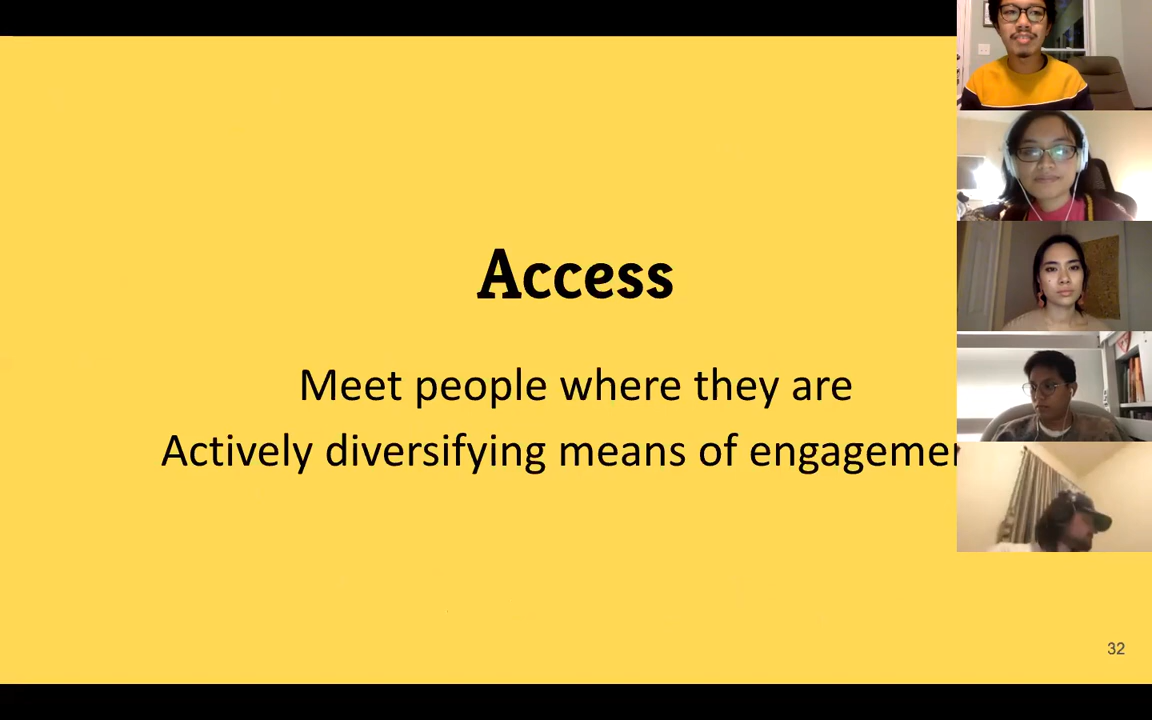 Access
Meet people where they are
Actively diversifying means of engagemen
32